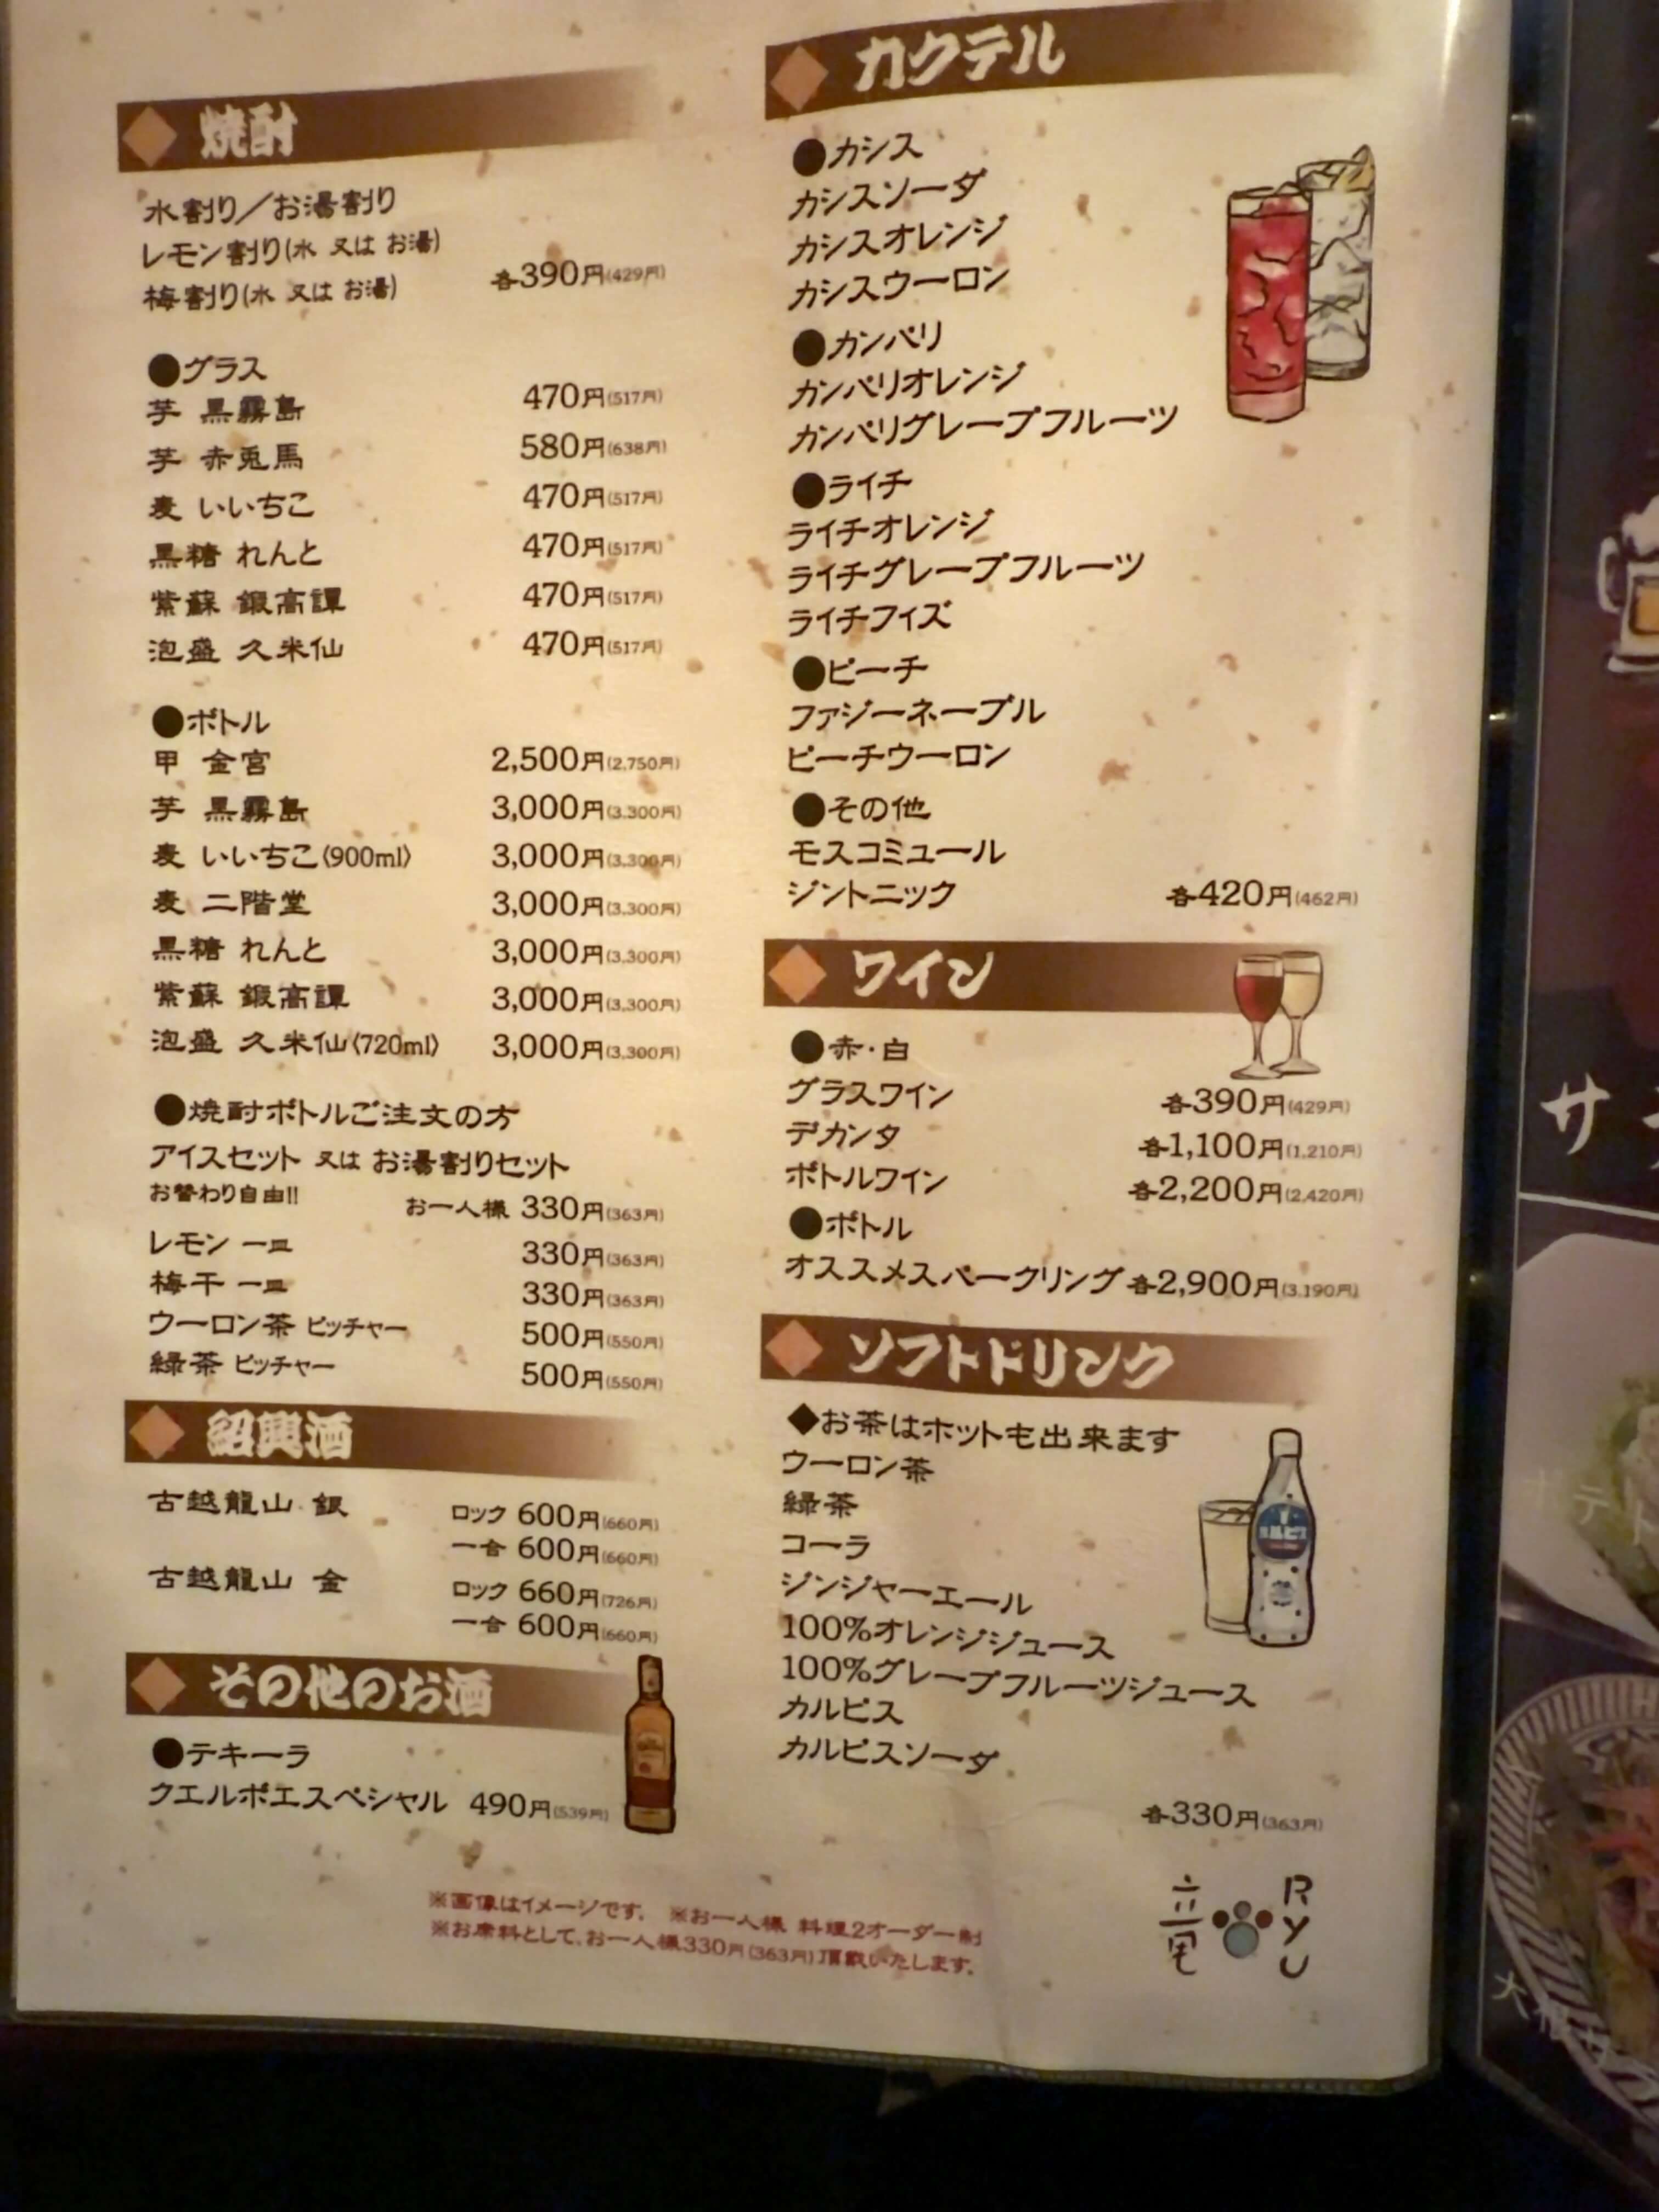 焼酎
水割り／お湯割り
レモン割り(水 又は お湯)
梅割り(水 又は お湯)
各390円(429円)
●グラス
芋 黒霧島 470円(517円)
芋 赤兎馬 580円(638円)
麦 いいちこ 470円(517円)
黒糖 れんと 470円(517円)
紫蘇 鍛高譚 470円(517円)
泡盛 久米仙 470円(517円)
●ボトル
甲 金宮 2,500円(2,750円)
芋 黒霧島 3,000円(3,300円)
麦 いいちこ(900ml) 3,000円(3,300円)
麦 二階堂 3,000円(3,300円)
黒糖 れんと 3,000円(3,300円)
紫蘇 鍛高譚 3,000円(3,300円)
泡盛 久米仙(720ml) 3,000円(3,300円)
●焼酎ボトルご注文の方
アイスセット 又は お湯割りセット
お替わり自由!! お一人様 330円(363円)
レモン 一皿 330円(363円)
梅干 一皿 330円(363円)
ウーロン茶 ピッチャー 500円(550円)
緑茶 ピッチャー 500円(550円)
紹興酒
古越龍山 銀 ロック 600円(660円)
一合 600円(660円)
古越龍山 金 ロック 660円(726円)
一合 600円(660円)
その他のお酒
●テキーラ
クエルボエスペシャル 490円(539円)
カクテル
●カシス
カシスソーダ
カシスオレンジ
カシスウーロン
●カンパリ
カンパリオレンジ
カンパリグレープフルーツ
●ライチ
ライチオレンジ
ライチグレープフルーツ
ライチフィズ
●ピーチ
ファジーネーブル
ピーチウーロン
●その他
モスコミュール
ジントニック 各420円(462円)
ワイン
●赤・白
グラスワイン 各390円(429円)
デカンタ 各1,100円(1,210円)
ボトルワイン 各2,200円(2,420円)
●ボトル
オススメスパークリング 各2,900円(3,190円)
ソフトドリンク
◆お茶はホットも出来ます
ウーロン茶
緑茶
コーラ
ジンジャーエール
100%オレンジジュース
100%グレープフルーツジュース
カルピス
カルピスソーダ
各330円(363円)
※画像はイメージです。 ※お一人様 料理2オーダー制
※お席料として、お一人様330円(363円)頂戴いたします。
竜 RYU
サ